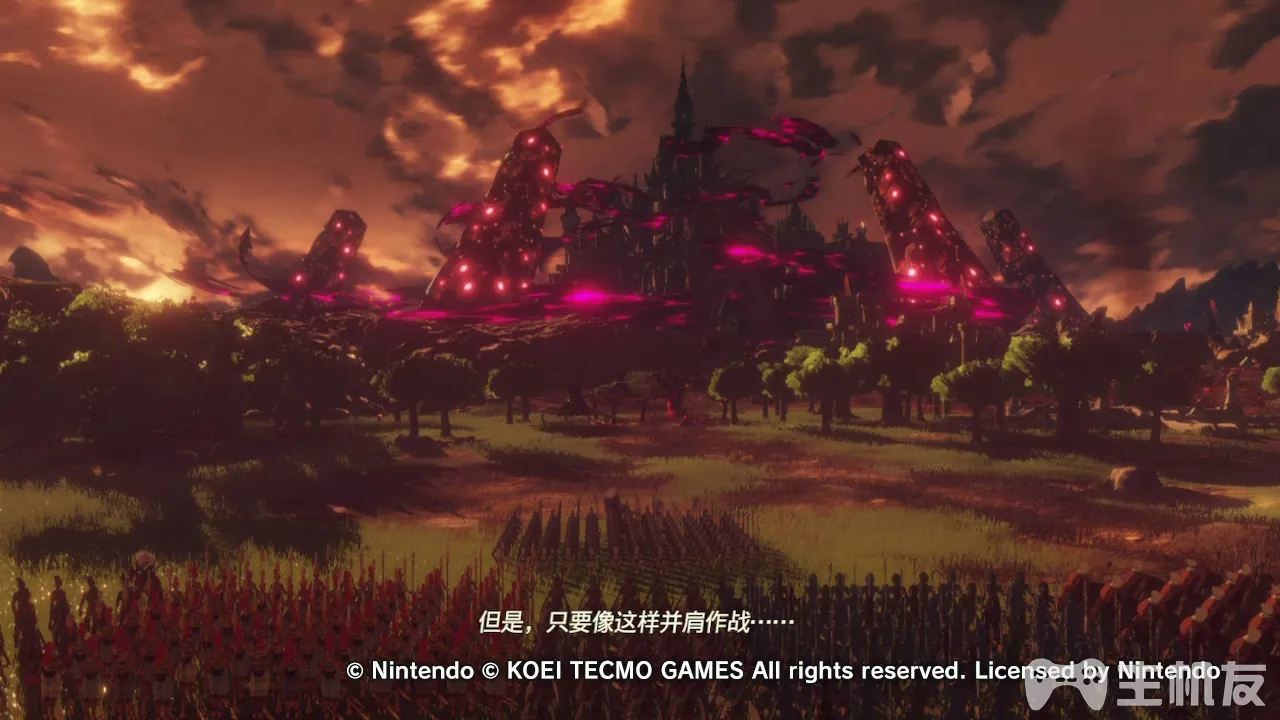 但是，只要像这样并肩作战……
© Nintendo © KOEI TECMO GAMES All rights reserved. Licensed by Nintendo
主机友